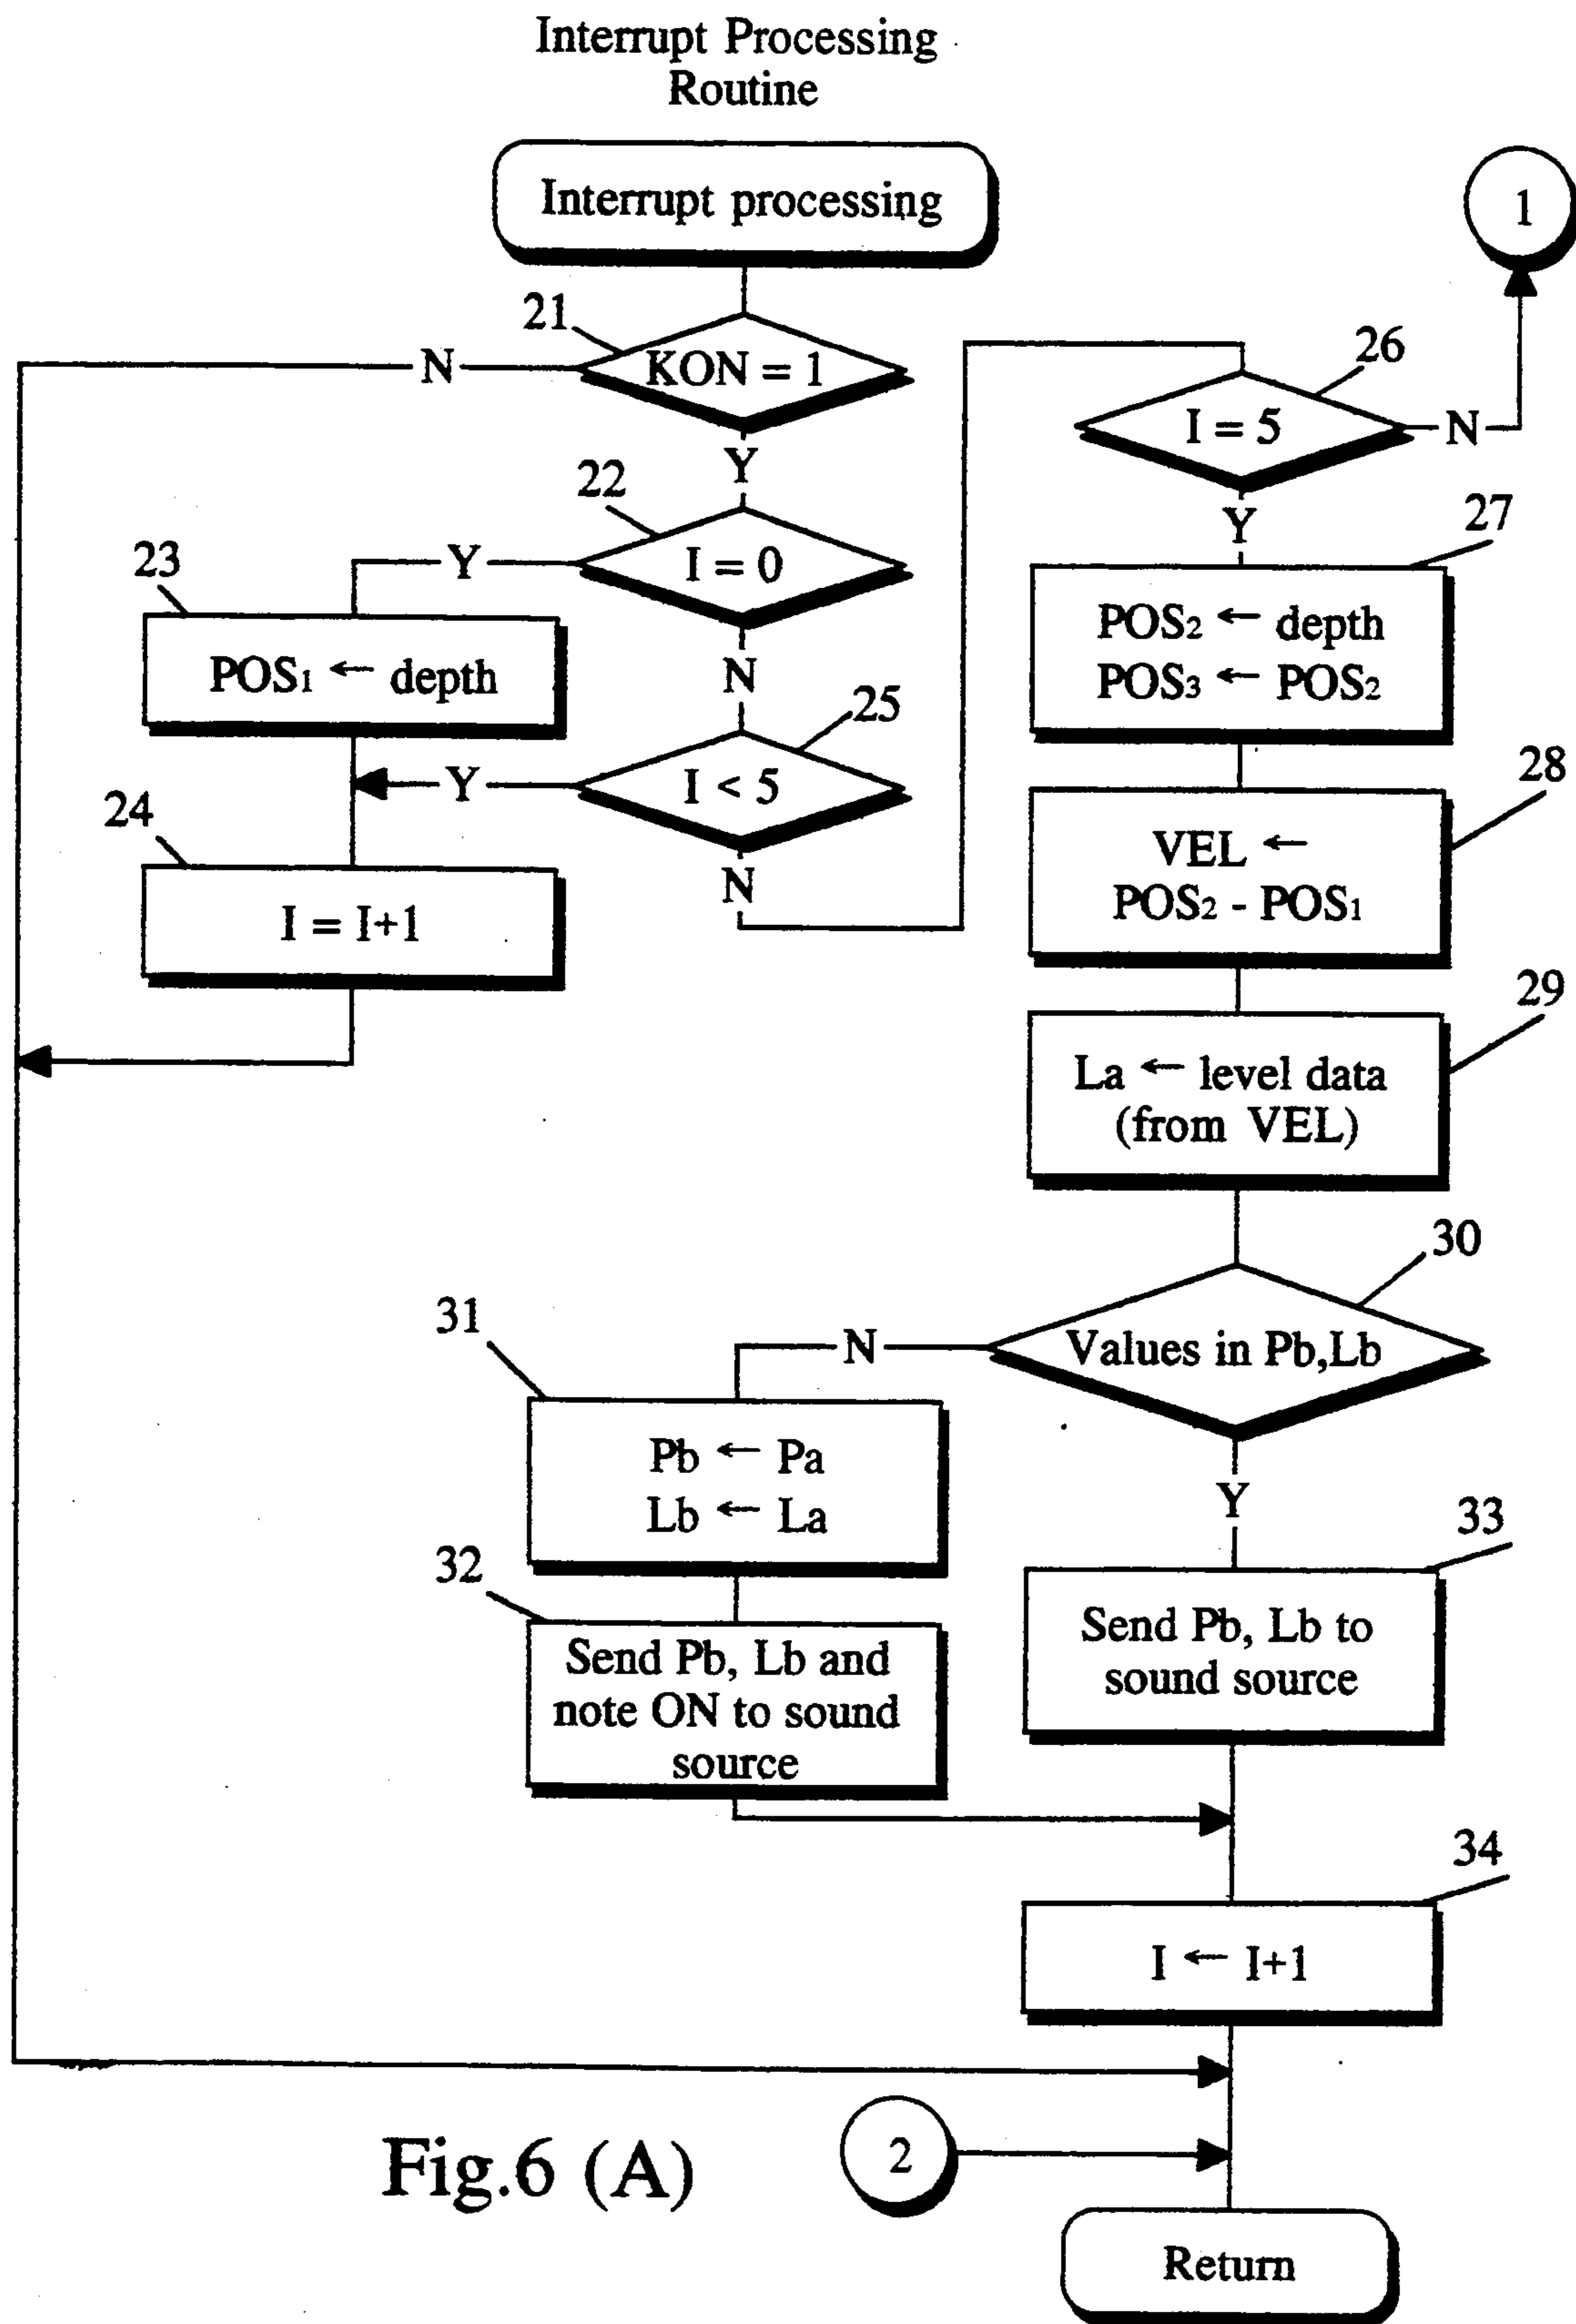 Interrupt Processing
Routine
Interrupt processing
1
21
N
KON = 1
Y
22
Y
I = 0
N
23
POS1 ← depth
25
Y
I < 5
N
24
I = I+1
26
I = 5
N
Y
27
POS2 ← depth
POS3 ← POS2
28
VEL ←
POS2 - POS1
29
La ← level data
(from VEL)
30
Values in Pb,Lb
N
Y
31
Pb ← Pa
Lb ← La
32
Send Pb, Lb and
note ON to sound
source
33
Send Pb, Lb to
sound source
34
I ← I+1
2
Return
Fig.6 (A)